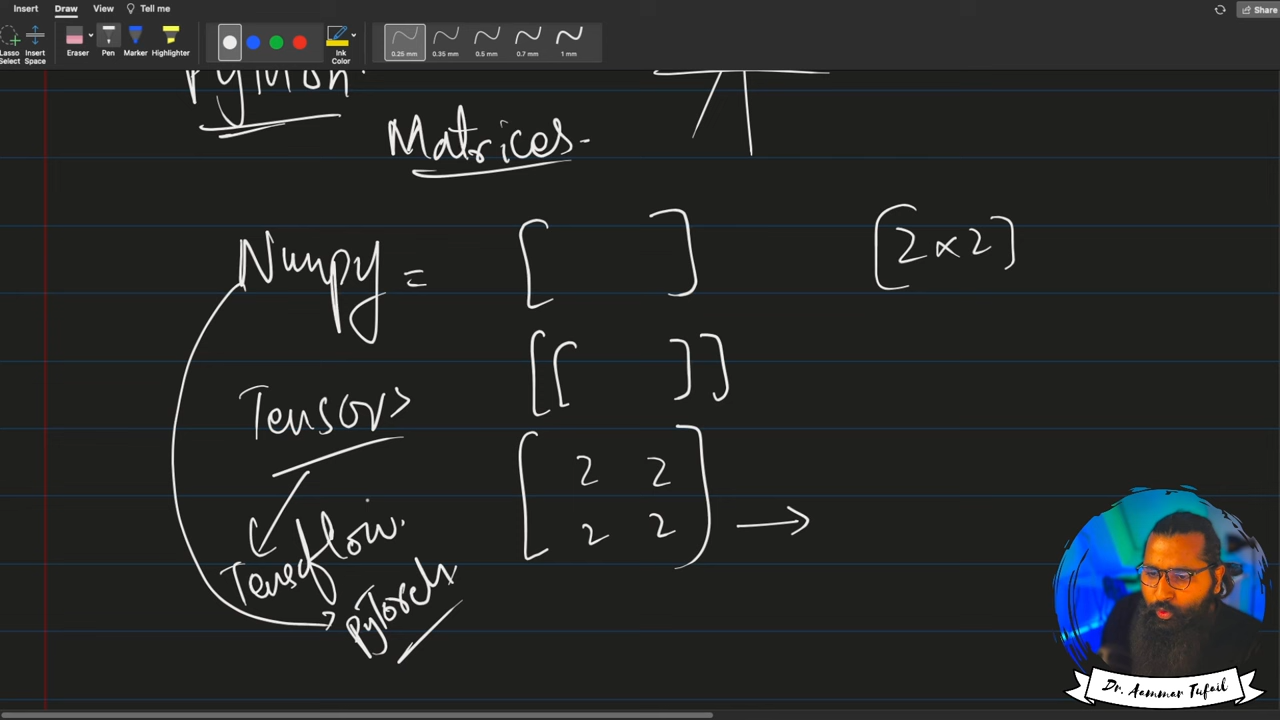 Insert Draw View Tell me
Share
Lasso Select
Insert Space
Eraser
Pen
Marker
Highlighter
Ink Color
0.25 mm
0.35 mm
0.5 mm
0.7 mm
1 mm
Python.
Matrices-
Numpy = [ ] [2×2]
[[ ]]
Tensors
[ 2 2
2 2 ] →
Tensflow.
PyTorch
Dr. Aammar Tufail